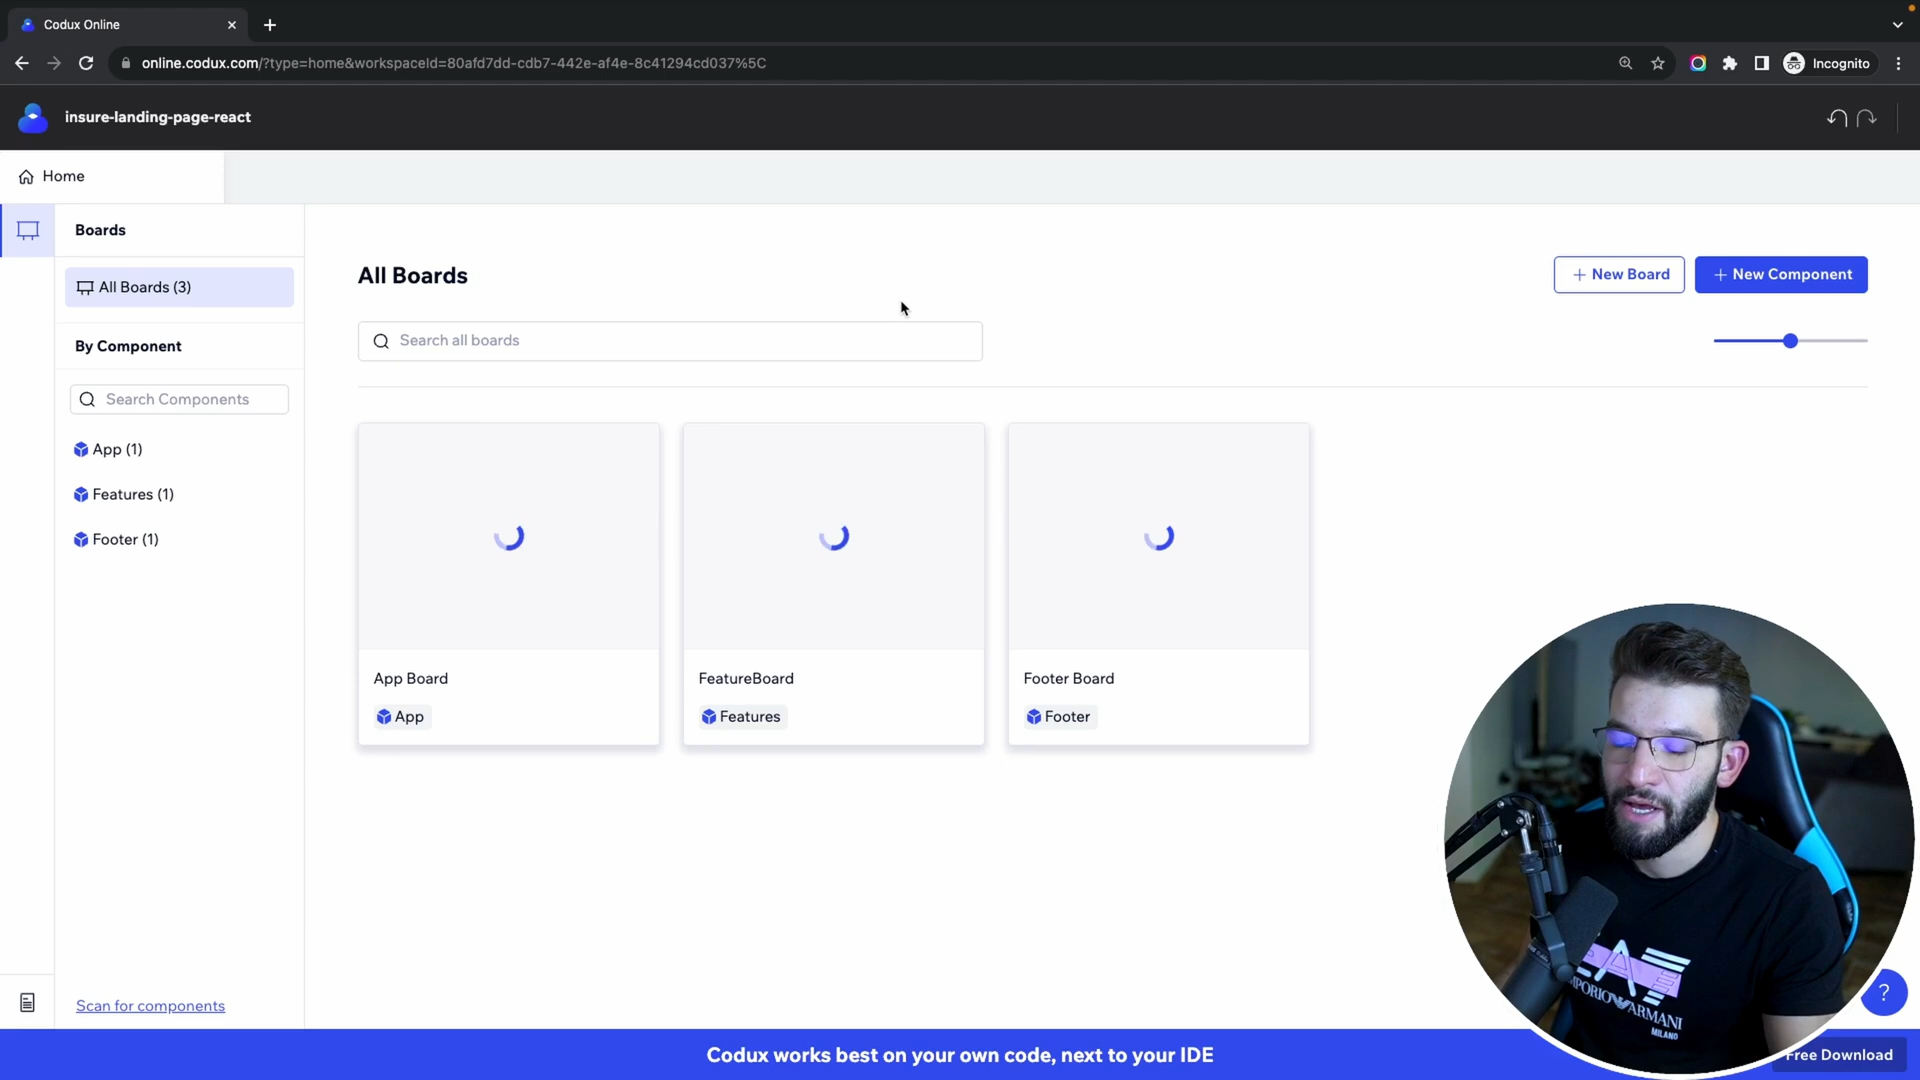 Codux Online
online.codux.com/?type=home&workspaceId=80afd7dd-cdb7-442e-af4e-8c41294cd037%5C
Incognito
insure-landing-page-react
Home
Boards
All Boards (3)
By Component
Search Components
App (1)
Features (1)
Footer (1)
Scan for components
All Boards
+ New Board
+ New Component
Search all boards
App Board
App
FeatureBoard
Features
Footer Board
Footer
EMPORIO ARMANI
MILANO
?
Codux works best on your own code, next to your IDE
Free Download